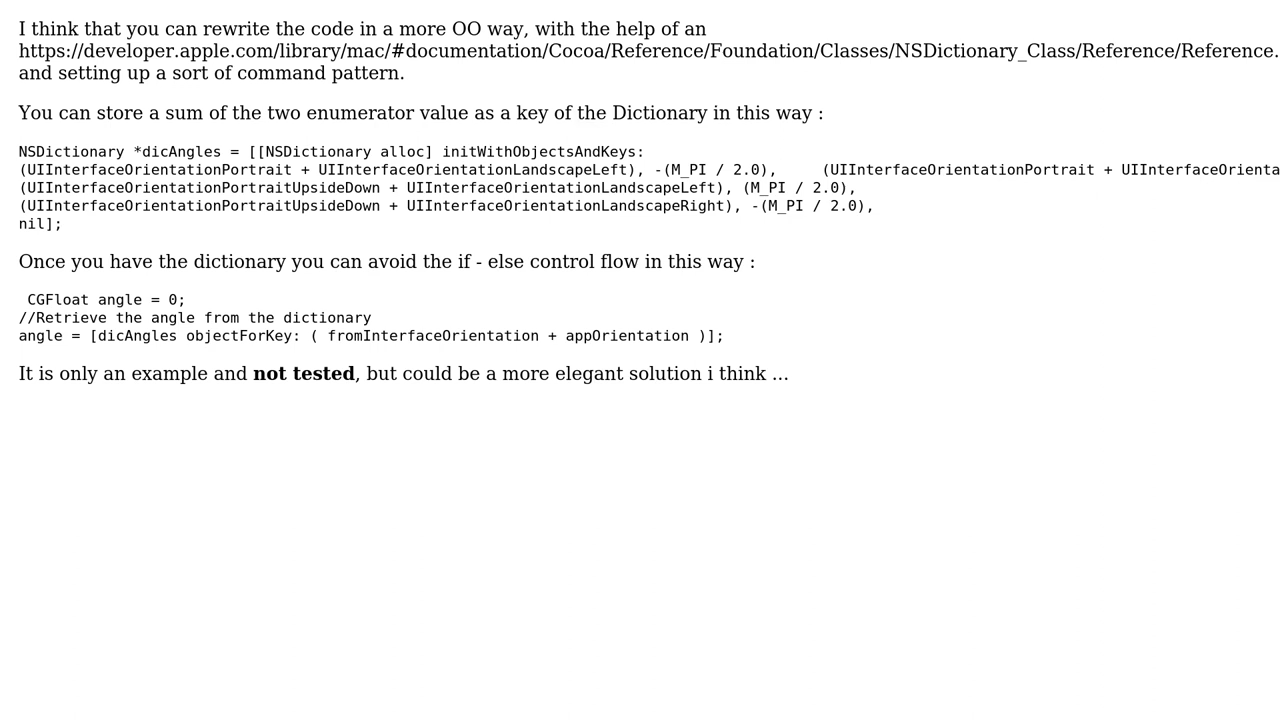 I think that you can rewrite the code in a more OO way, with the help of an
https://developer.apple.com/library/mac/#documentation/Cocoa/Reference/Foundation/Classes/NSDictionary_Class/Reference/Reference.
and setting up a sort of command pattern.
You can store a sum of the two enumerator value as a key of the Dictionary in this way :
NSDictionary *dicAngles = [[NSDictionary alloc] initWithObjectsAndKeys:
(UIInterfaceOrientationPortrait + UIInterfaceOrientationLandscapeLeft), -(M_PI / 2.0),     (UIInterfaceOrientationPortrait + UIInterfaceOrienta
(UIInterfaceOrientationPortraitUpsideDown + UIInterfaceOrientationLandscapeLeft), (M_PI / 2.0),
(UIInterfaceOrientationPortraitUpsideDown + UIInterfaceOrientationLandscapeRight), -(M_PI / 2.0),
nil];
Once you have the dictionary you can avoid the if - else control flow in this way :
 CGFloat angle = 0;
//Retrieve the angle from the dictionary
angle = [dicAngles objectForKey: ( fromInterfaceOrientation + appOrientation )];
It is only an example and not tested, but could be a more elegant solution i think ...